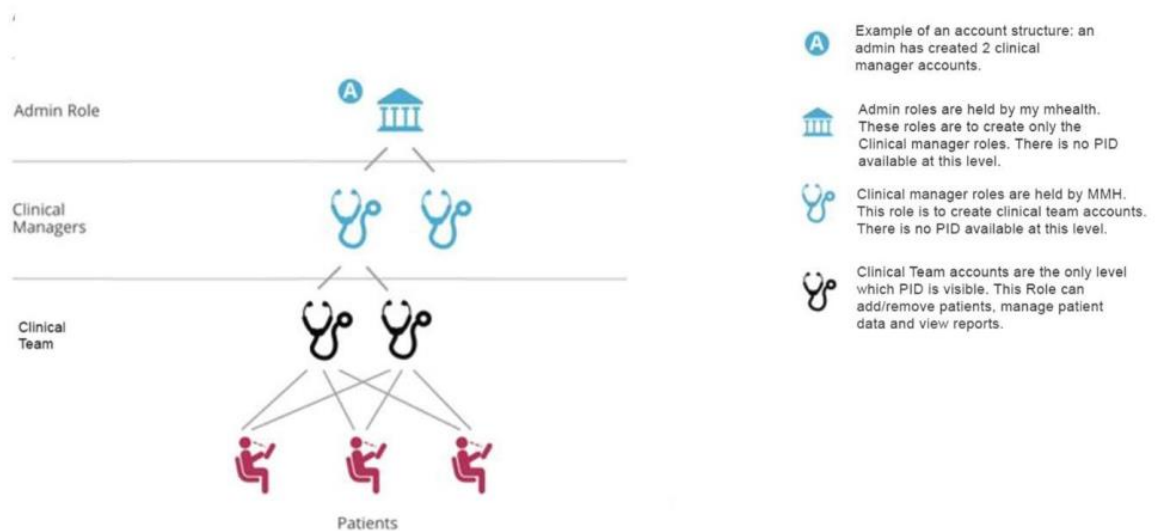 Admin Role
A
Clinical
Managers
Clinical
Team
Patients
A
Example of an account structure: an
admin has created 2 clinical
manager accounts.
Admin roles are held by my mhealth.
These roles are to create only the
Clinical manager roles. There is no PID
available at this level.
Clinical manager roles are held by MMH.
This role is to create clinical team accounts.
There is no PID available at this level.
Clinical Team accounts are the only level
which PID is visible. This Role can
add/remove patients, manage patient
data and view reports.